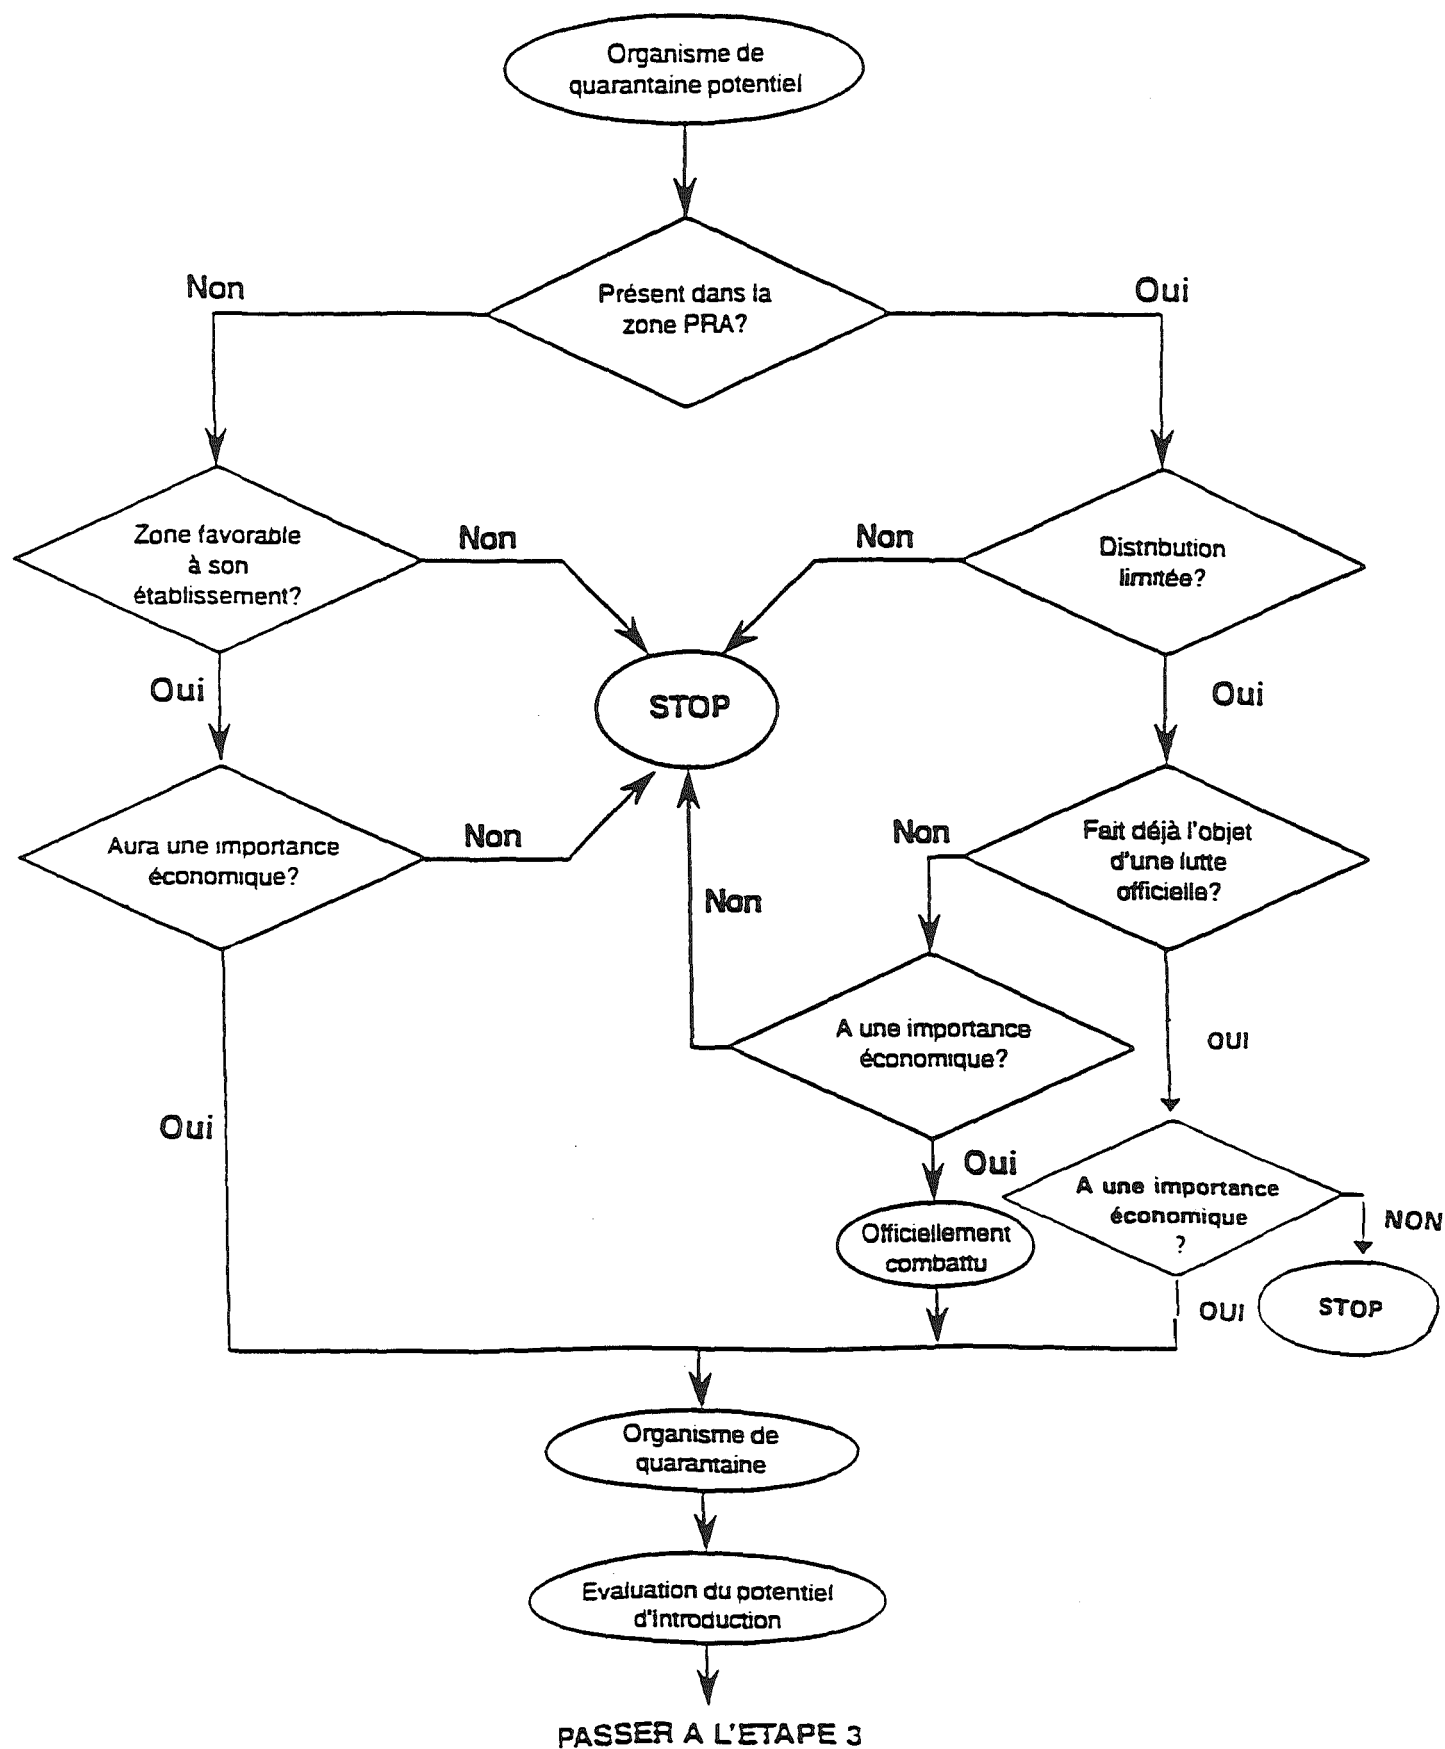 Organisme de
quarantaine potentiel
Présent dans la
zone PRA?
Non
Oui
Zone favorable
à son
établissement?
Non
Non
Distribution
limitée?
Oui
STOP
Oui
Aura une importance
économique?
Non
Non
Non
Fait déjà l'objet
d'une lutte
officielle?
A une importance
économique?
OUI
Oui
Oui
A une importance
économique
?
NON
Officiellement
combattu
OUI
STOP
Organisme de
quarantaine
Evaluation du potentiel
d'introduction
PASSER A L'ETAPE 3